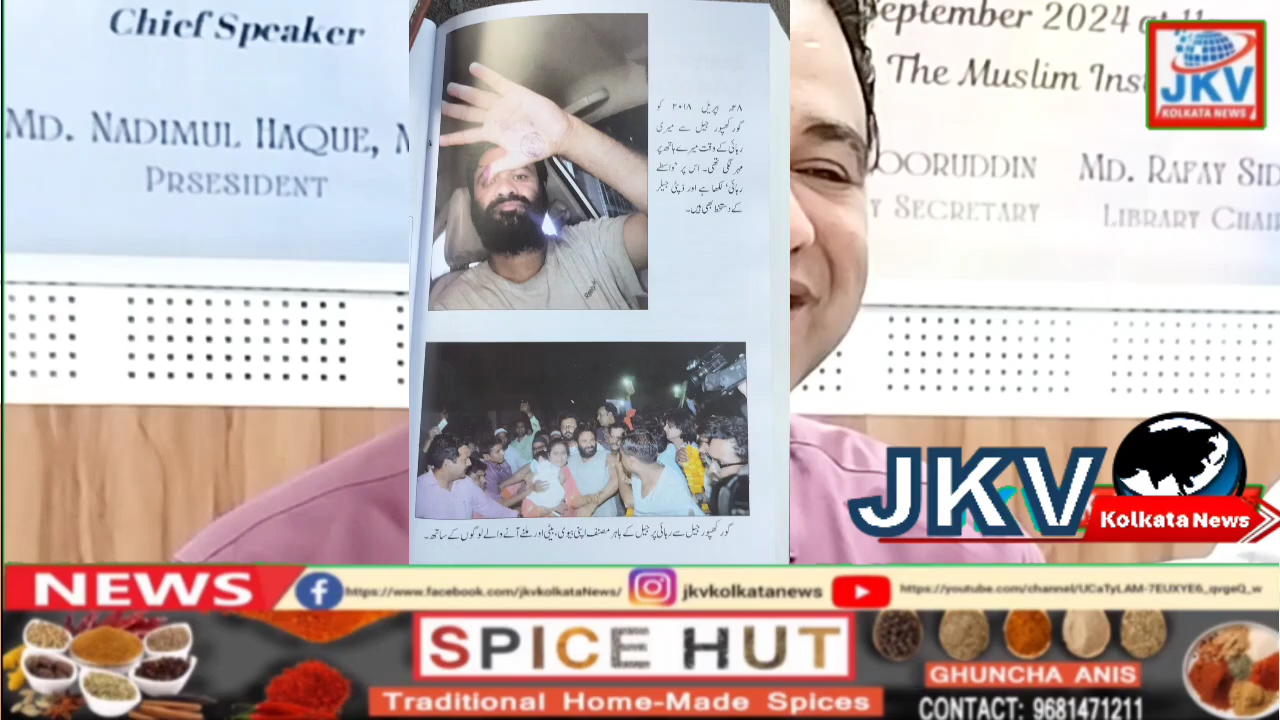 Chief Speaker
Md. Nadimul Haque, M
Prsesident
September 2024 at 11
The Muslim Ins
ooruddin
y Secretary
Md. Rafay Sid
Library Chai
۲۸؍ اپریل ۲۰۱۸ کو
گورکھپور جیل سے میری
رہائی کے وقت میرے ہاتھ پر
مہر لگی تھی۔ اس پر 'واسطے
رہائی' لکھا ہے اور ڈپٹی جیلر
کے دستخط بھی ہیں۔
گورکھپور جیل سے رہائی پر جیل کے باہر مصنف اپنی بیوی، بیٹی اور ملنے آنے والے لوگوں کے ساتھ۔
JKV
KOLKATA NEWS
JKV
Kolkata News
NEWS
https://www.facebook.com/jkvkolkataNews/
jkvkolkatanews
https://youtube.com/channel/UCaTyLAM-7EUXYE6_qvgeQ_w
SPICE HUT
Traditional Home-Made Spices
GHUNCHA ANIS
CONTACT: 9681471211